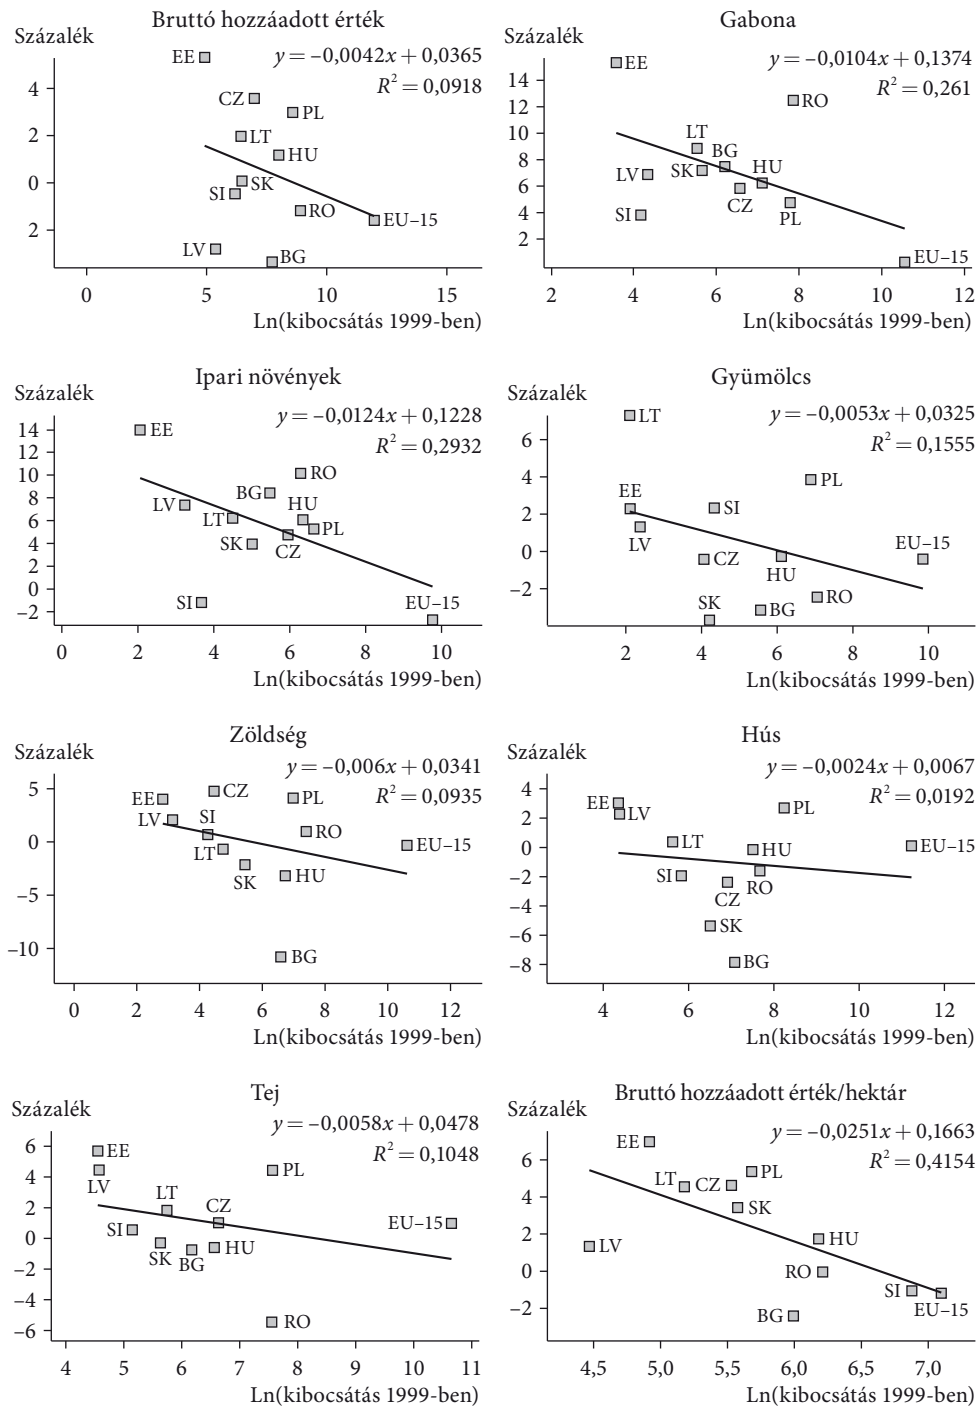 Bruttó hozzáadott érték
Százalék
y = –0,0042x + 0,0365
R² = 0,0918
EE
CZ
PL
LT
HU
SK
SI
RO
EU–15
LV
BG
4
2
0
2
0 5 10 15
Ln(kibocsátás 1999-ben)
Gabona
Százalék
y = –0,0104x + 0,1374
R² = 0,261
EE
RO
LT
BG
HU
LV
SK
CZ
PL
SI
EU–15
14
12
10
8
6
4
2
2 4 6 8 10 12
Ln(kibocsátás 1999-ben)
Ipari növények
Százalék
y = –0,0124x + 0,1228
R² = 0,2932
EE
RO
BG
HU
LV
LT
PL
SK
CZ
SI
EU–15
14
12
10
8
6
4
2
0
–2
0 2 4 6 8 10
Ln(kibocsátás 1999-ben)
Gyümölcs
Százalék
y = –0,0053x + 0,0325
R² = 0,1555
LT
PL
EE
SI
LV
EU–15
CZ
HU
SK
BG
RO
6
4
2
0
–2
2 4 6 8 10
Ln(kibocsátás 1999-ben)
Zöldség
Százalék
y = –0,006x + 0,0341
R² = 0,0935
EE
CZ
PL
LV
SI
RO
LT
EU–15
SK
HU
BG
5
0
–5
–10
0 2 4 6 8 10 12
Ln(kibocsátás 1999-ben)
Hús
Százalék
y = –0,0024x + 0,0067
R² = 0,0192
EE
LV
PL
LT
HU
EU–15
SI
CZ
RO
SK
BG
4
2
0
–2
–4
–6
–8
4 6 8 10 12
Ln(kibocsátás 1999-ben)
Tej
Százalék
y = –0,0058x + 0,0478
R² = 0,1048
EE
LV
PL
LT
CZ
EU–15
SI
SK
BG
HU
RO
6
4
2
0
–2
–4
–6
4 5 6 7 8 9 10 11
Ln(kibocsátás 1999-ben)
Bruttó hozzáadott érték/hektár
Százalék
y = –0,0251x + 0,1663
R² = 0,4154
EE
LT
CZ
PL
SK
LV
HU
RO
SI
EU–15
BG
6
4
2
0
–2
4,5 5,0 5,5 6,0 6,5 7,0
Ln(kibocsátás 1999-ben)